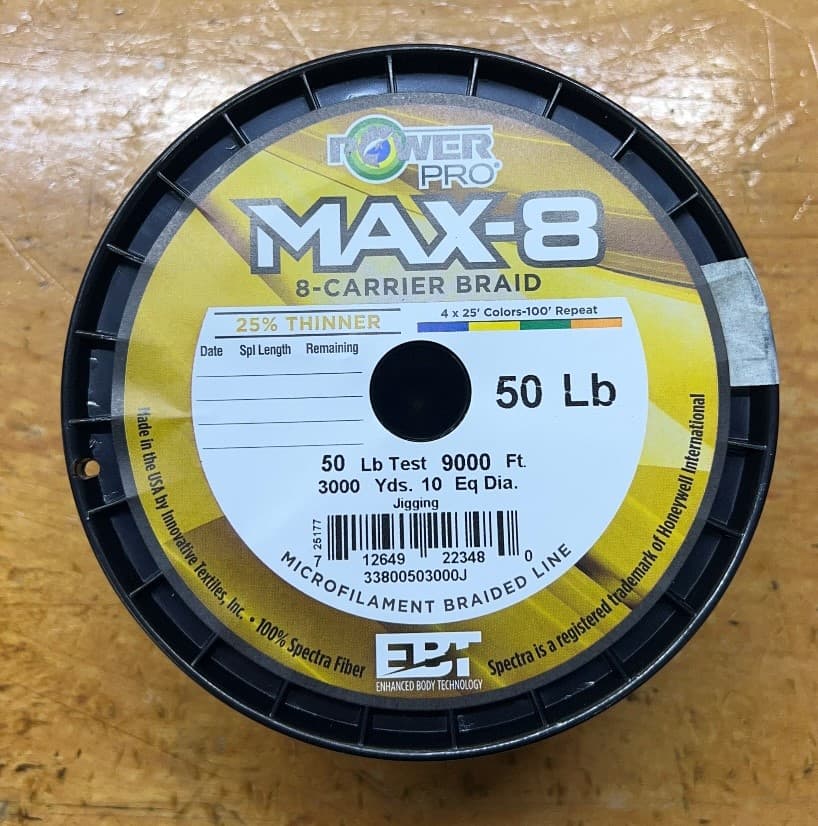 POWER
PRO®
MAX-8
8-CARRIER BRAID
25% THINNER
4 x 25' Colors-100' Repeat
Date Spl Length Remaining
50 Lb
50 Lb Test 9000 Ft.
3000 Yds. 10 Eq Dia.
Jigging
25177
7 12649 22348 0
33800503000J
MICROFILAMENT BRAIDED LINE
Made in the USA by Innovative Textiles, Inc. • 100% Spectra Fiber
EBT
ENHANCED BODY TECHNOLOGY
Spectra is a registered trademark of Honeywell International